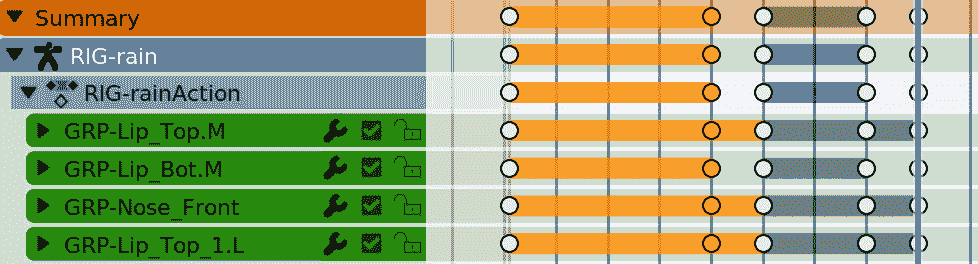 Summary
RIG-rain
RIG-rainAction
GRP-Lip_Top.M
GRP-Lip_Bot.M
GRP-Nose_Front
GRP-Lip_Top_1.L